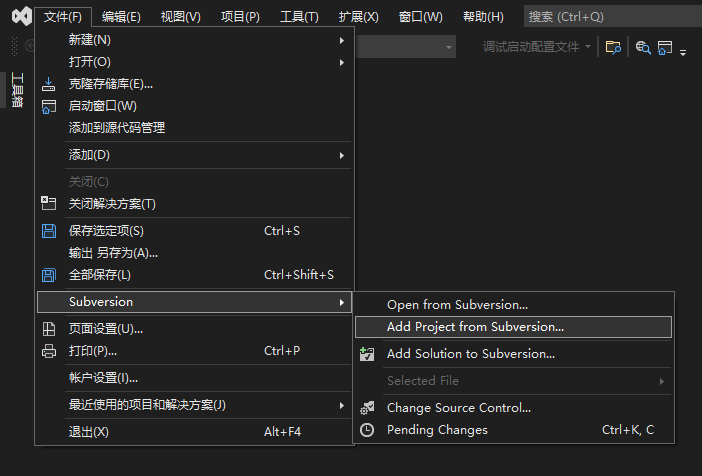 文件(F) 编辑(E) 视图(V) 项目(P) 工具(T) 扩展(X) 窗口(W) 帮助(H) 搜索 (Ctrl+Q)
调试启动配置文件
工具箱
新建(N)
打开(O)
克隆存储库(E)...
启动窗口(W)
添加到源代码管理
添加(D)
关闭(C)
关闭解决方案(T)
保存选定项(S) Ctrl+S
输出 另存为(A)...
全部保存(L) Ctrl+Shift+S
Subversion
页面设置(U)...
打印(P)... Ctrl+P
帐户设置(I)...
最近使用的项目和解决方案(J)
退出(X) Alt+F4
Open from Subversion...
Add Project from Subversion...
Add Solution to Subversion...
Selected File
Change Source Control...
Pending Changes Ctrl+K, C